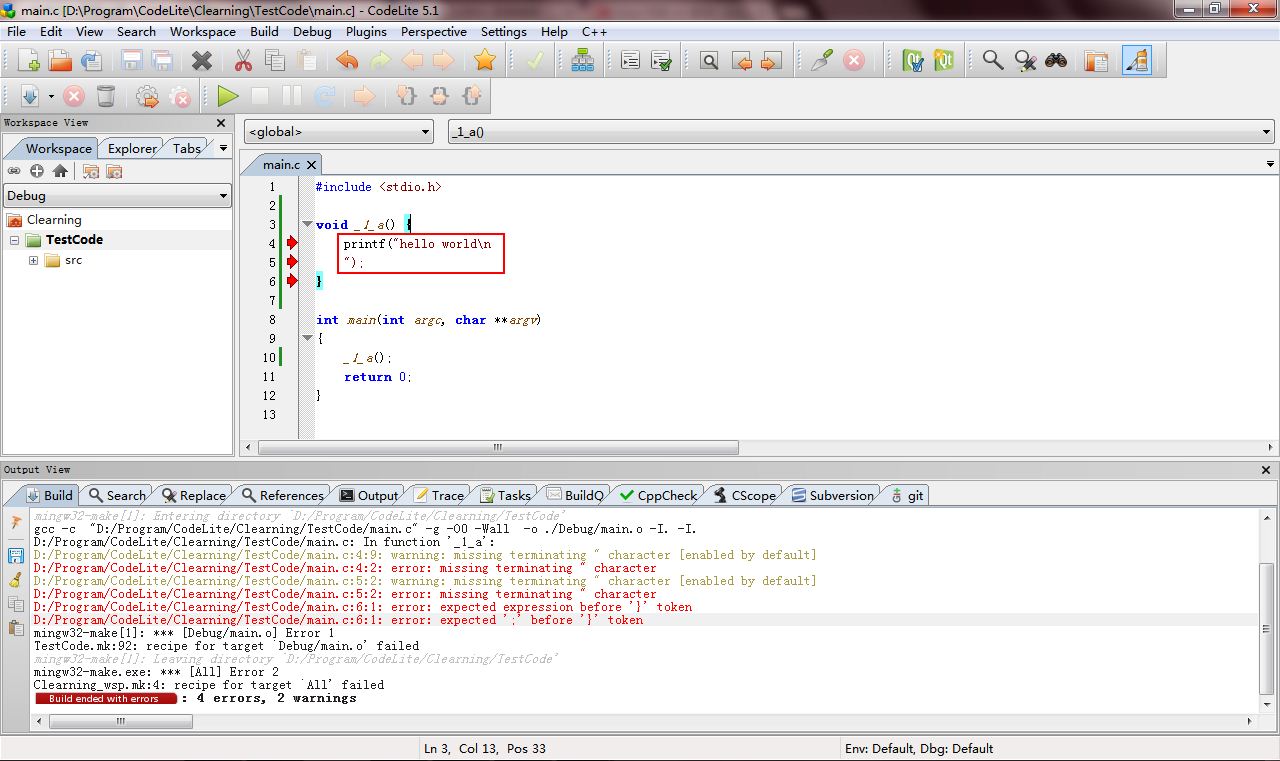 main.c [D:\Program\CodeLite\Clearning\TestCode\main.c] - CodeLite 5.1
File Edit View Search Workspace Build Debug Plugins Perspective Settings Help C++
Workspace View
<global>
_1_a()
Workspace Explorer Tabs
main.c
Debug
Clearning
TestCode
src
1 #include <stdio.h>
2
3 void _1_a() {
4 printf("hello world\n
5 ");
6 }
7
8 int main(int argc, char **argv)
9 {
10 _1_a();
11 return 0;
12 }
13
Output View
Build Search Replace References Output Trace Tasks BuildQ CppCheck CScope Subversion git
mingw32-make[1]: Entering directory `D:/Program/CodeLite/Clearning/TestCode'
gcc -c  "D:/Program/CodeLite/Clearning/TestCode/main.c" -g -O0 -Wall  -o ./Debug/main.o -I. -I.
D:/Program/CodeLite/Clearning/TestCode/main.c: In function '_1_a':
D:/Program/CodeLite/Clearning/TestCode/main.c:4:9: warning: missing terminating " character [enabled by default]
D:/Program/CodeLite/Clearning/TestCode/main.c:4:2: error: missing terminating " character
D:/Program/CodeLite/Clearning/TestCode/main.c:5:2: warning: missing terminating " character [enabled by default]
D:/Program/CodeLite/Clearning/TestCode/main.c:5:2: error: missing terminating " character
D:/Program/CodeLite/Clearning/TestCode/main.c:6:1: error: expected expression before '}' token
D:/Program/CodeLite/Clearning/TestCode/main.c:6:1: error: expected ';' before '}' token
mingw32-make[1]: *** [Debug/main.o] Error 1
TestCode.mk:92: recipe for target `Debug/main.o' failed
mingw32-make[1]: Leaving directory `D:/Program/CodeLite/Clearning/TestCode'
mingw32-make.exe: *** [All] Error 2
Clearning_wsp.mk:4: recipe for target `All' failed
Build ended with errors : 4 errors, 2 warnings
Ln 3, Col 13, Pos 33
Env: Default, Dbg: Default